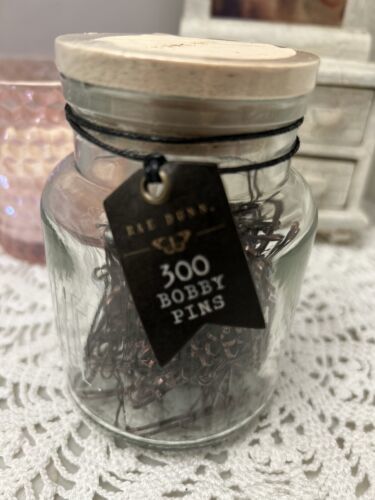 RAE DUNN.
300
BOBBY
PINS